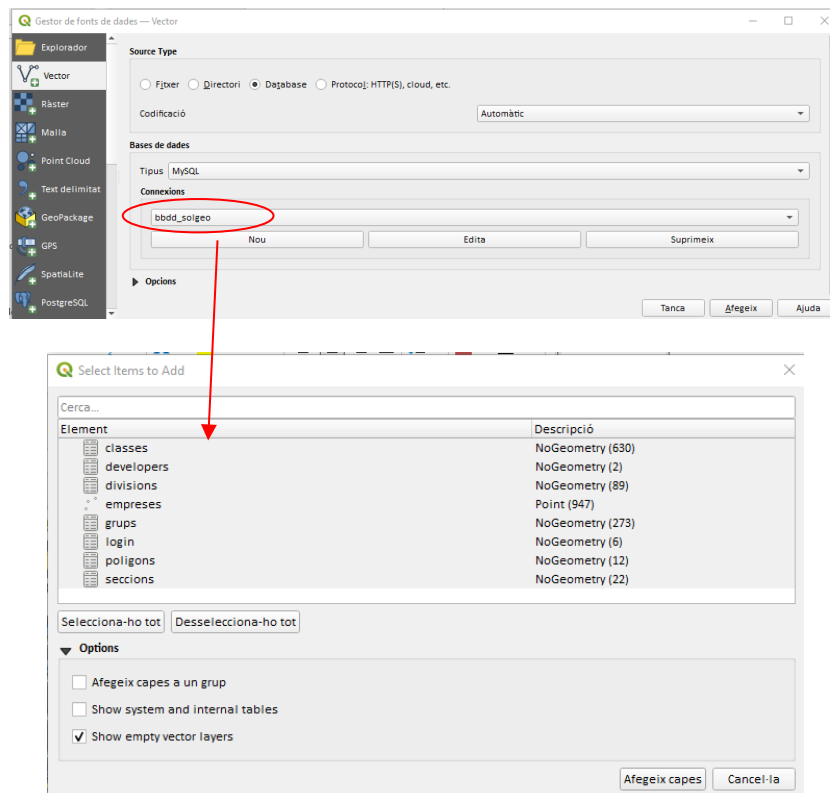 Gestor de fonts de dades — Vector
Explorador
Vector
Ràster
Malla
Point Cloud
Text delimitat
GeoPackage
GPS
SpatiaLite
PostgreSQL
Source Type
Fitxer Directori Database Protocol: HTTP(S), cloud, etc.
Codificació Automàtic
Bases de dades
Tipus MySQL
Connexions
bbdd_solgeo
Nou Edita Suprimeix
Opcions
Tanca Afegeix Ajuda
Select Items to Add
Cerca...
Element Descripció
classes NoGeometry (630)
developers NoGeometry (2)
divisions NoGeometry (89)
empreses Point (947)
grups NoGeometry (273)
login NoGeometry (6)
poligons NoGeometry (12)
seccions NoGeometry (22)
Selecciona-ho tot Desselecciona-ho tot
Options
Afegeix capes a un grup
Show system and internal tables
Show empty vector layers
Afegeix capes Cancel·la